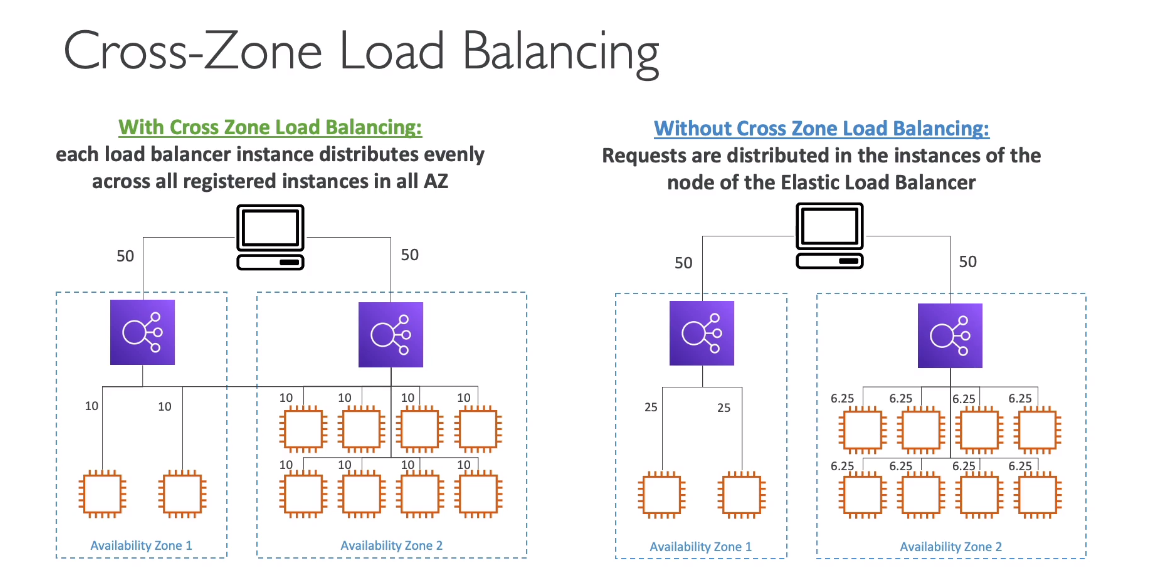 Cross-Zone Load Balancing
With Cross Zone Load Balancing:
each load balancer instance distributes evenly
across all registered instances in all AZ
50
50
10
10
10
10
10
10
10
10
10
10
Availability Zone 1
Availability Zone 2
Without Cross Zone Load Balancing:
Requests are distributed in the instances of the
node of the Elastic Load Balancer
50
50
25
25
6.25
6.25
6.25
6.25
6.25
6.25
6.25
6.25
Availability Zone 1
Availability Zone 2